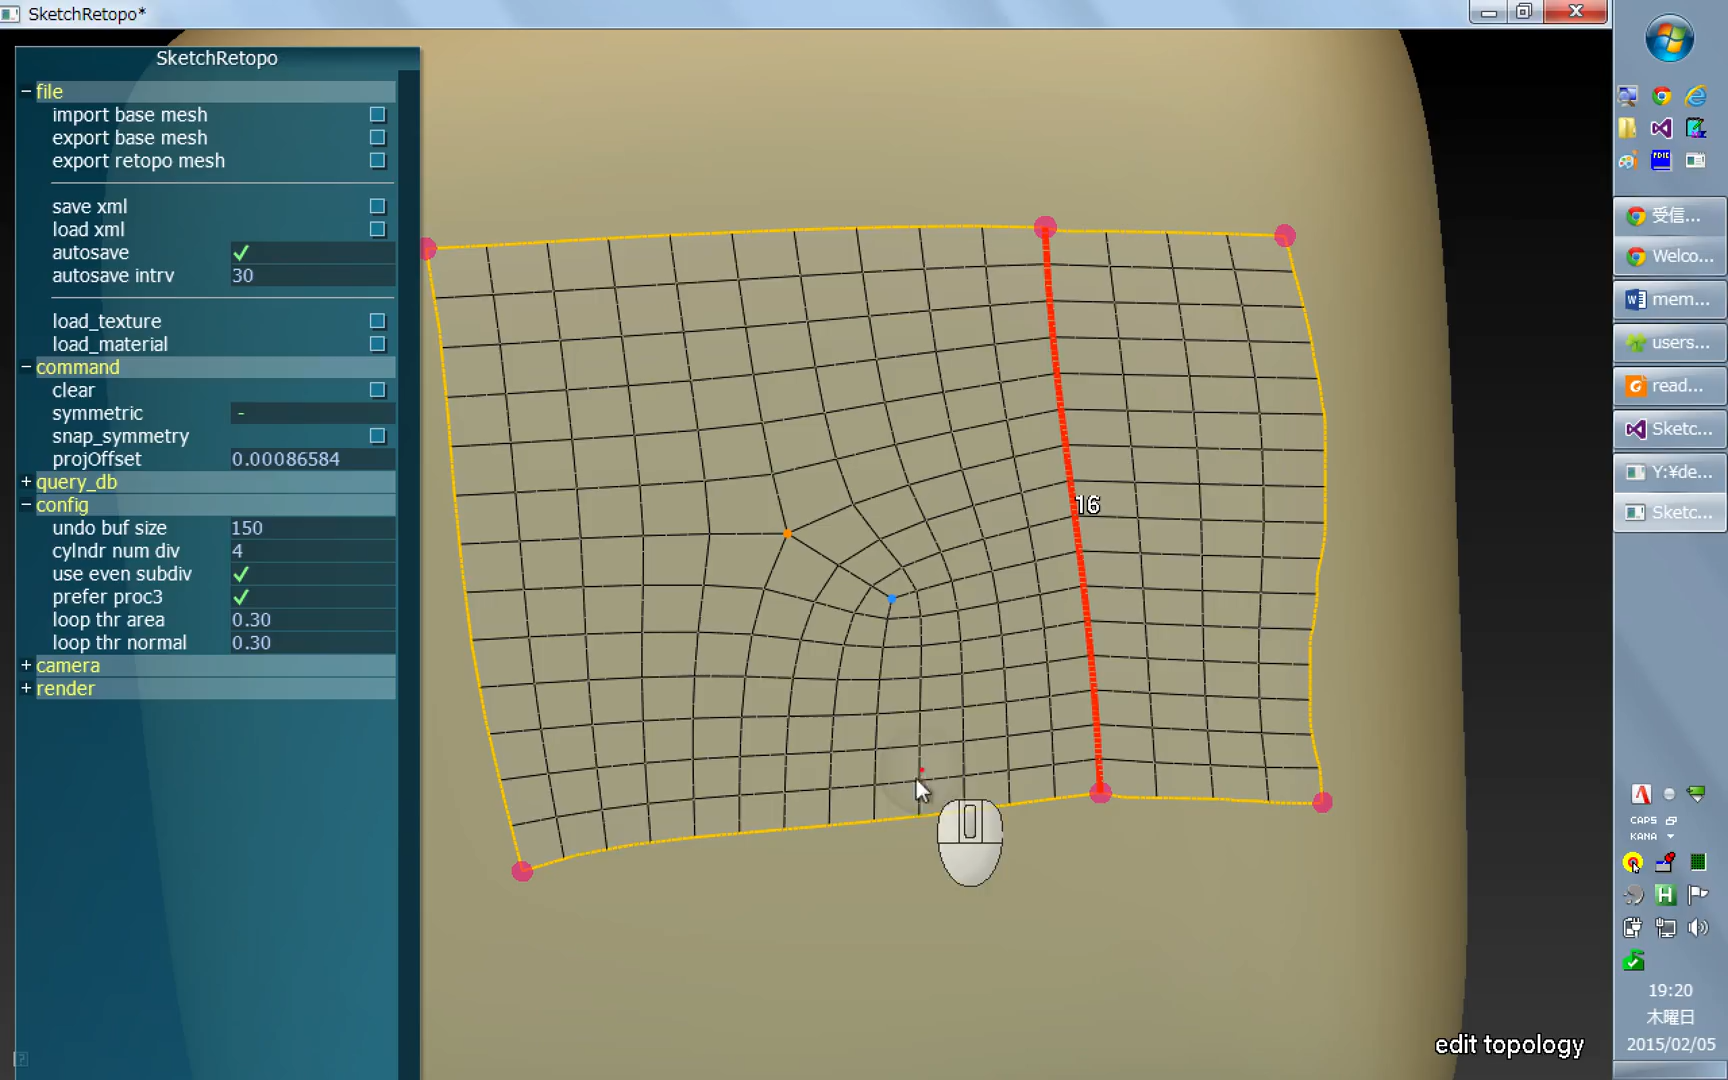 SketchRetopo*
SketchRetopo
− file
import base mesh
export base mesh
export retopo mesh
save xml
load xml
autosave ✓
autosave intrv 30
load_texture
load_material
− command
clear
symmetric -
snap_symmetry
projOffset 0.00086584
+ query_db
− config
undo buf size 150
cylndr num div 4
use even subdiv ✓
prefer proc3 ✓
loop thr area 0.30
loop thr normal 0.30
+ camera
+ render
16
edit topology
PDIC
受信...
Welco...
mem...
users...
read...
Sketc...
Y:¥de...
Sketc...
CAPS
KANA
19:20
木曜日
2015/02/05